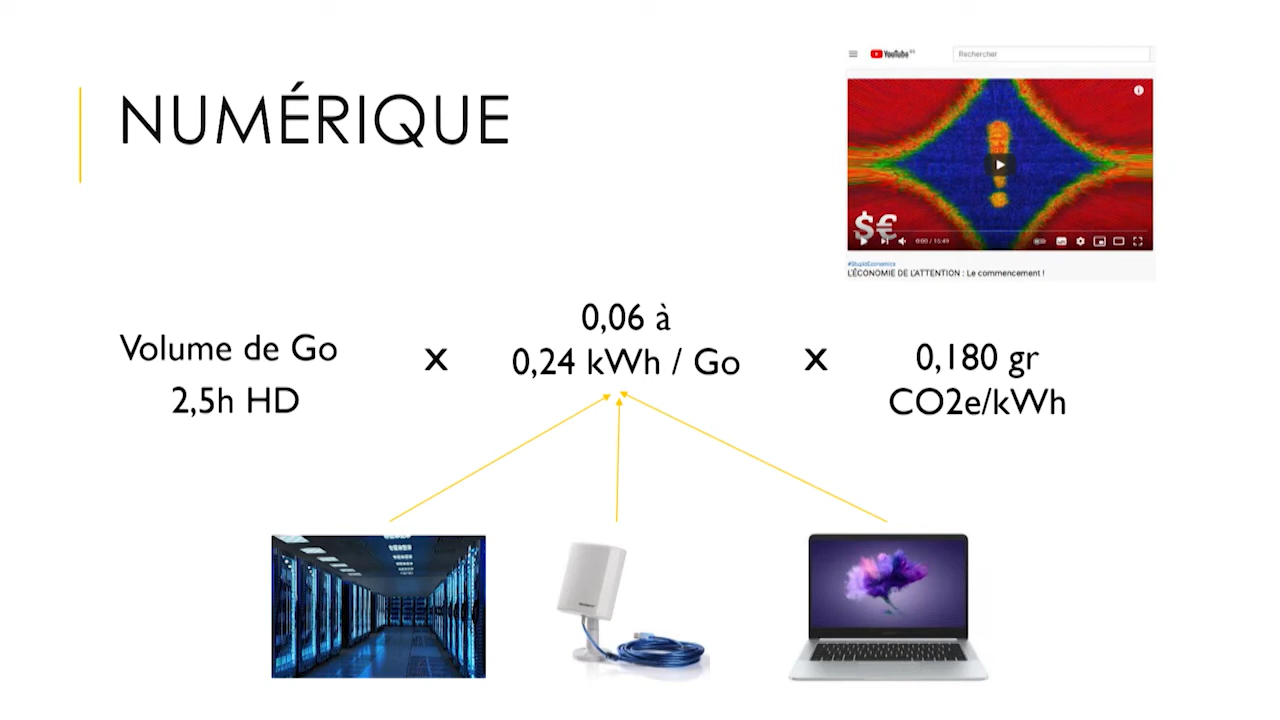 NUMÉRIQUE
YouTube
Rechercher
$€
0:00 / 15:49
#StupidEconomics
L'ÉCONOMIE DE L'ATTENTION : Le commencement !
Volume de Go
2,5h HD
x
0,06 à
0,24 kWh / Go
x
0,180 gr
CO2e/kWh